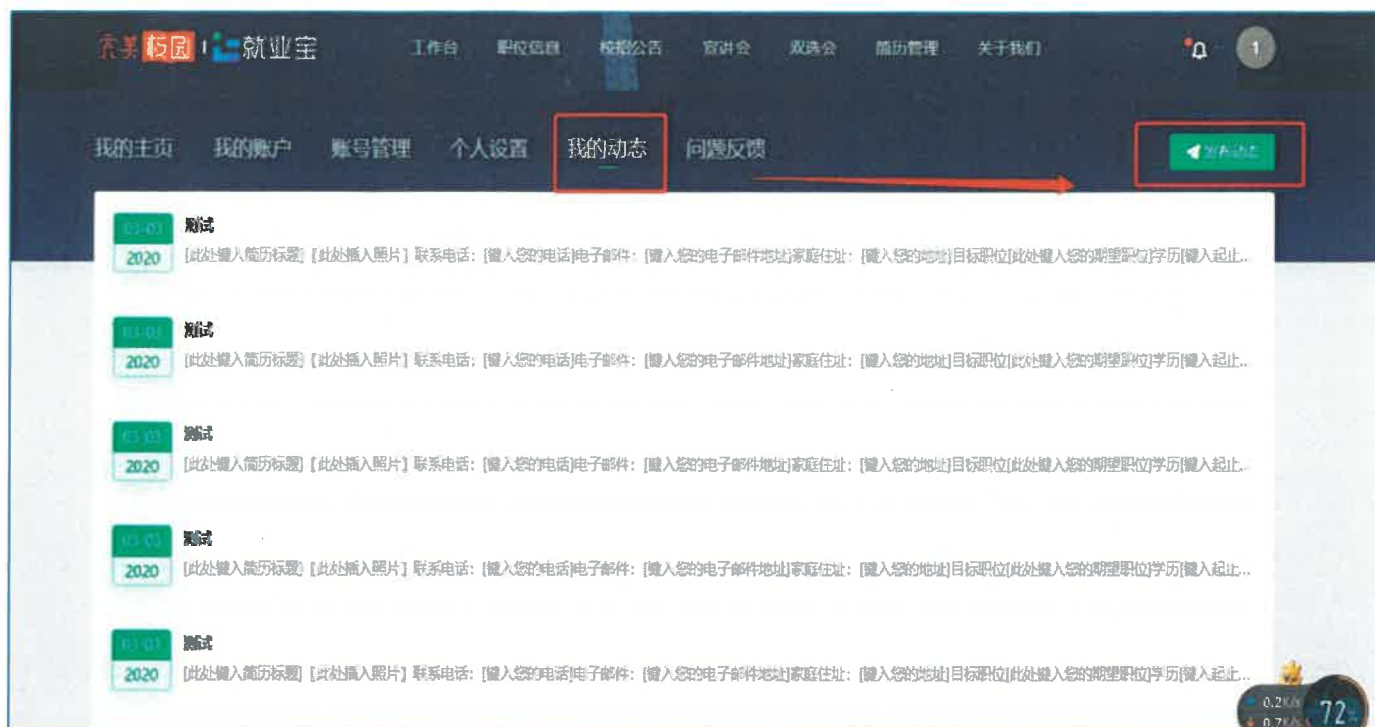 完美校园 就业宝 工作台 职位信息 校招公告 宣讲会 双选会 简历管理 关于我们 1
我的主页 我的账户 账号管理 个人设置 我的动态 问题反馈 发布动态
03-03 测试
2020 [此处键入简历标题]【此处插入照片】联系电话：[键入您的电话]电子邮件：[键入您的电子邮件地址]家庭住址：[键入您的地址]目标职位[此处键入您的期望职位]学历[键入起止...
03-03 测试
2020 [此处键入简历标题]【此处插入照片】联系电话：[键入您的电话]电子邮件：[键入您的电子邮件地址]家庭住址：[键入您的地址]目标职位[此处键入您的期望职位]学历[键入起止...
03-03 测试
2020 [此处键入简历标题]【此处插入照片】联系电话：[键入您的电话]电子邮件：[键入您的电子邮件地址]家庭住址：[键入您的地址]目标职位[此处键入您的期望职位]学历[键入起止...
03-03 测试
2020 [此处键入简历标题]【此处插入照片】联系电话：[键入您的电话]电子邮件：[键入您的电子邮件地址]家庭住址：[键入您的地址]目标职位[此处键入您的期望职位]学历[键入起止...
03-03 测试
2020 [此处键入简历标题]【此处插入照片】联系电话：[键入您的电话]电子邮件：[键入您的电子邮件地址]家庭住址：[键入您的地址]目标职位[此处键入您的期望职位]学历[键入起止...
0.2K/s
0.7K/s 72